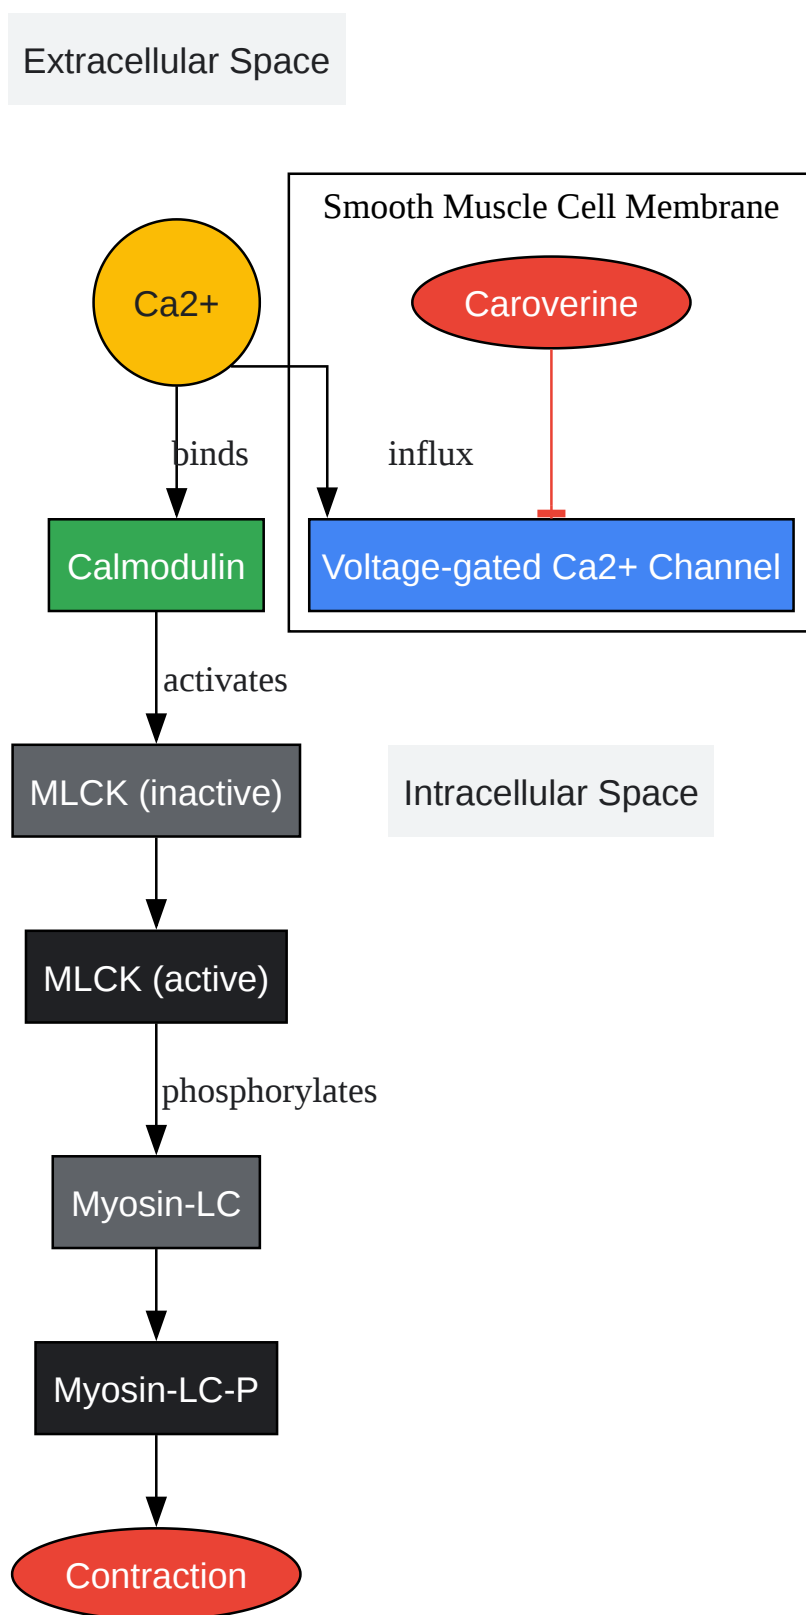 Extracellular Space
Smooth Muscle Cell Membrane
Ca2+
Caroverine
binds
influx
Calmodulin
Voltage-gated Ca2+ Channel
activates
MLCK (inactive)
Intracellular Space
MLCK (active)
phosphorylates
Myosin-LC
Myosin-LC-P
Contraction